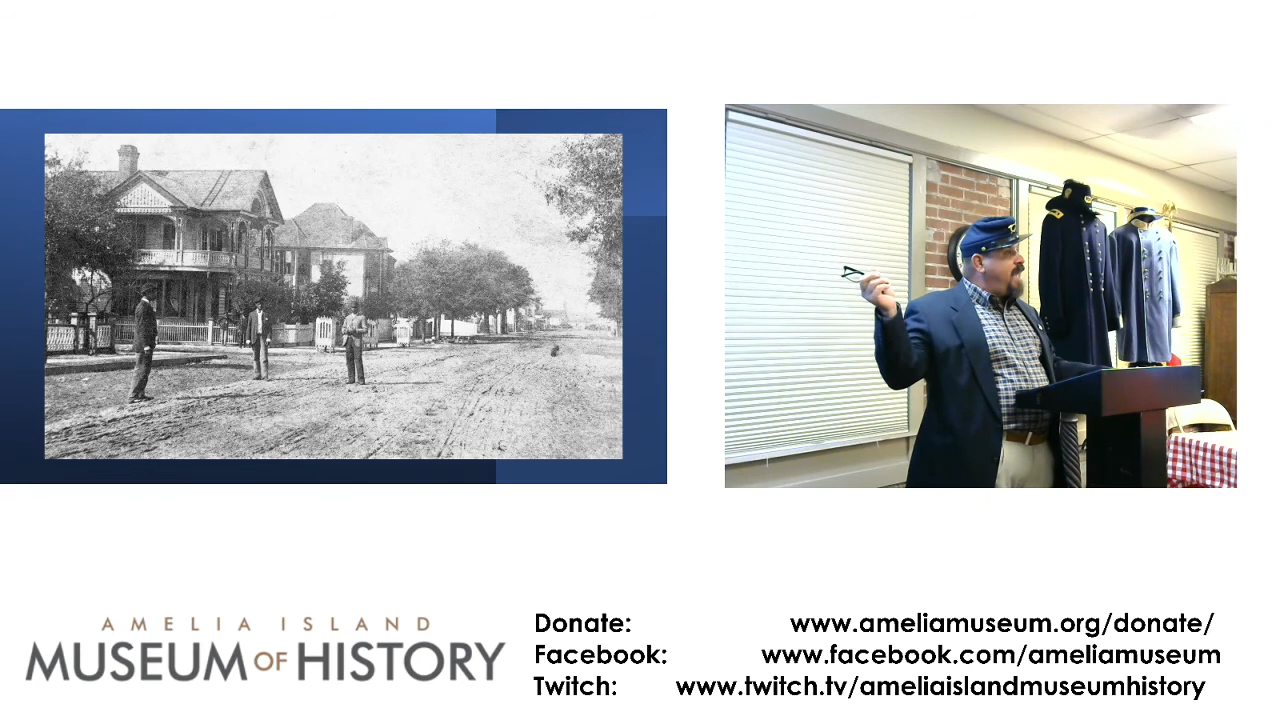 AMELIA ISLAND
MUSEUM OF HISTORY
Donate: www.ameliamuseum.org/donate/
Facebook: www.facebook.com/ameliamuseum
Twitch: www.twitch.tv/ameliaislandmuseumhistory